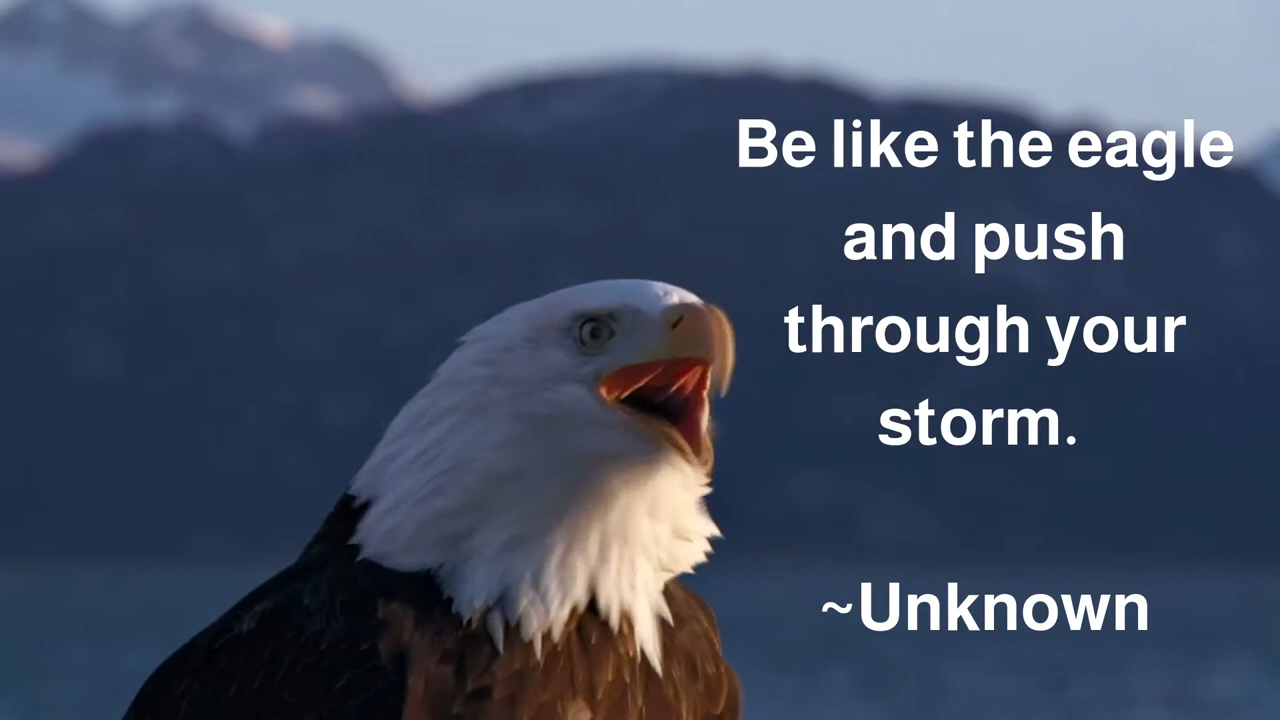 Be like the eagle
and push
through your
storm.
~Unknown